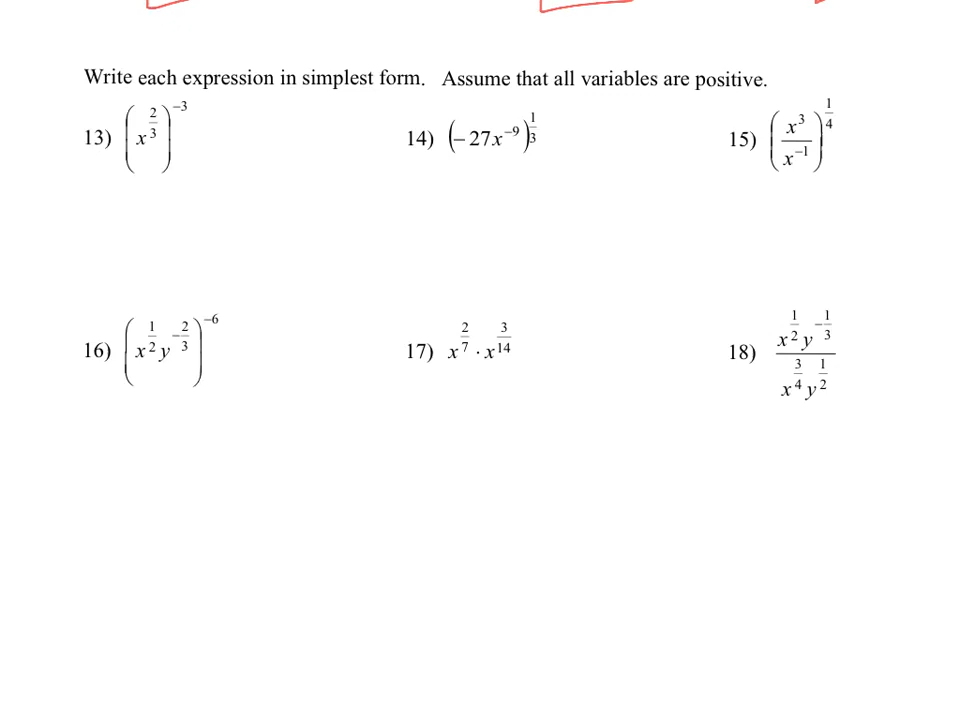 Write each expression in simplest form. Assume that all variables are positive.
13) (x^(2/3))^(-3)
14) (-27x^(-9))^(1/3)
15) (x^3/x^(-1))^(1/4)
16) (x^(1/2)y^(-2/3))^(-6)
17) x^(2/7) · x^(3/14)
18) (x^(1/2)y^(-1/3))/(x^(3/4)y^(1/2))